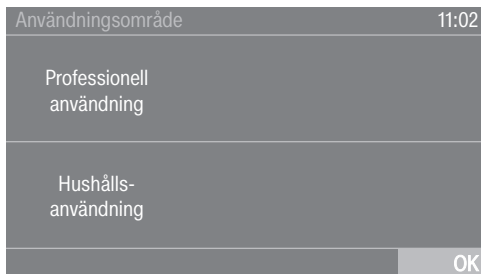 Användningsområde 11:02
Professionell
användning
Hushålls-
användning
OK